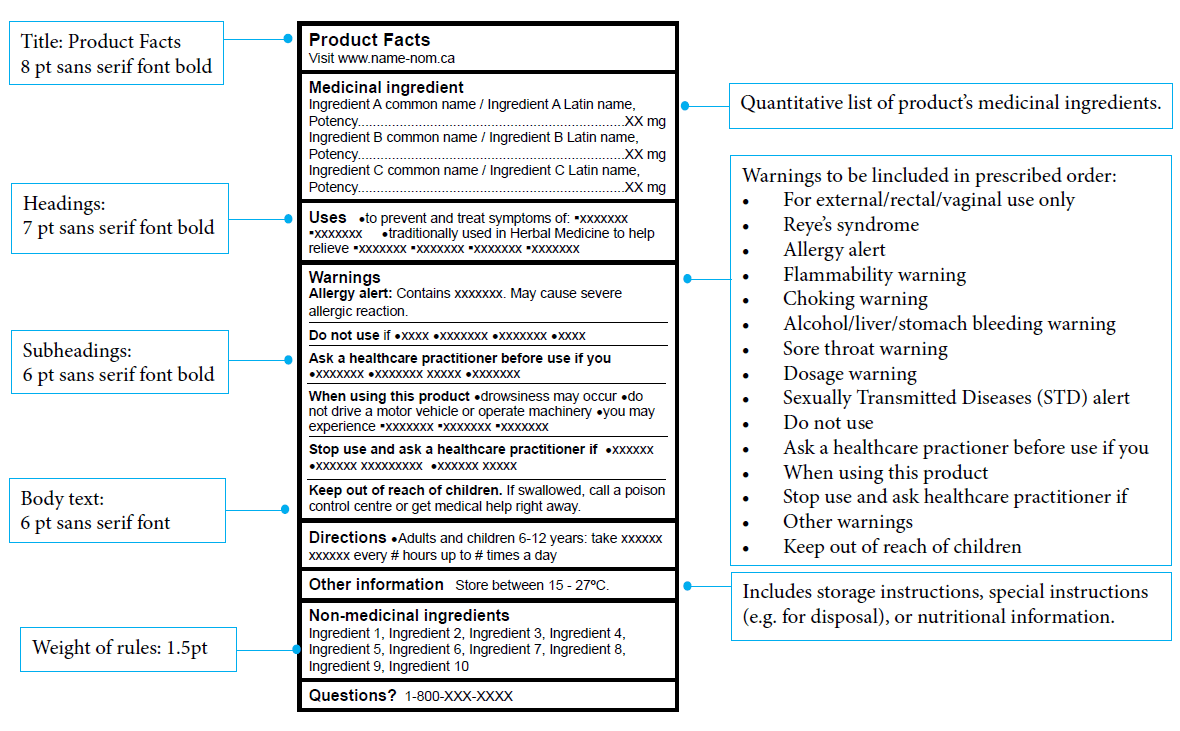 Title: Product Facts
8 pt sans serif font bold
Headings:
7 pt sans serif font bold
Subheadings:
6 pt sans serif font bold
Body text:
6 pt sans serif font
Weight of rules: 1.5pt
Product Facts
Visit www.name-nom.ca
Medicinal ingredient
Ingredient A common name / Ingredient A Latin name,
Potency.......................................................................XX mg
Ingredient B common name / Ingredient B Latin name,
Potency.......................................................................XX mg
Ingredient C common name / Ingredient C Latin name,
Potency.......................................................................XX mg
Uses ●to prevent and treat symptoms of: ▪xxxxxxx
▪xxxxxxx ●traditionally used in Herbal Medicine to help
relieve ▪xxxxxxx ▪xxxxxxx ▪xxxxxxx ▪xxxxxxx
Warnings
Allergy alert: Contains xxxxxxx. May cause severe
allergic reaction.
Do not use if ●xxxx ●xxxxxxx ●xxxxxxx ●xxxx
Ask a healthcare practitioner before use if you
●xxxxxxx ●xxxxxxx xxxxx ●xxxxxxx
When using this product ●drowsiness may occur ●do
not drive a motor vehicle or operate machinery ●you may
experience ▪xxxxxxx ▪xxxxxxx ▪xxxxxxx
Stop use and ask a healthcare practitioner if ●xxxxxx
●xxxxxx xxxxxxxxx ●xxxxxx xxxxx
Keep out of reach of children. If swallowed, call a poison
control centre or get medical help right away.
Directions ●Adults and children 6-12 years: take xxxxxx
xxxxxx every # hours up to # times a day
Other information Store between 15 - 27ºC.
Non-medicinal ingredients
Ingredient 1, Ingredient 2, Ingredient 3, Ingredient 4,
Ingredient 5, Ingredient 6, Ingredient 7, Ingredient 8,
Ingredient 9, Ingredient 10
Questions? 1-800-XXX-XXXX
Quantitative list of product’s medicinal ingredients.
Warnings to be lincluded in prescribed order:
• For external/rectal/vaginal use only
• Reye’s syndrome
• Allergy alert
• Flammability warning
• Choking warning
• Alcohol/liver/stomach bleeding warning
• Sore throat warning
• Dosage warning
• Sexually Transmitted Diseases (STD) alert
• Do not use
• Ask a healthcare practioner before use if you
• When using this product
• Stop use and ask healthcare practitioner if
• Other warnings
• Keep out of reach of children
Includes storage instructions, special instructions
(e.g. for disposal), or nutritional information.